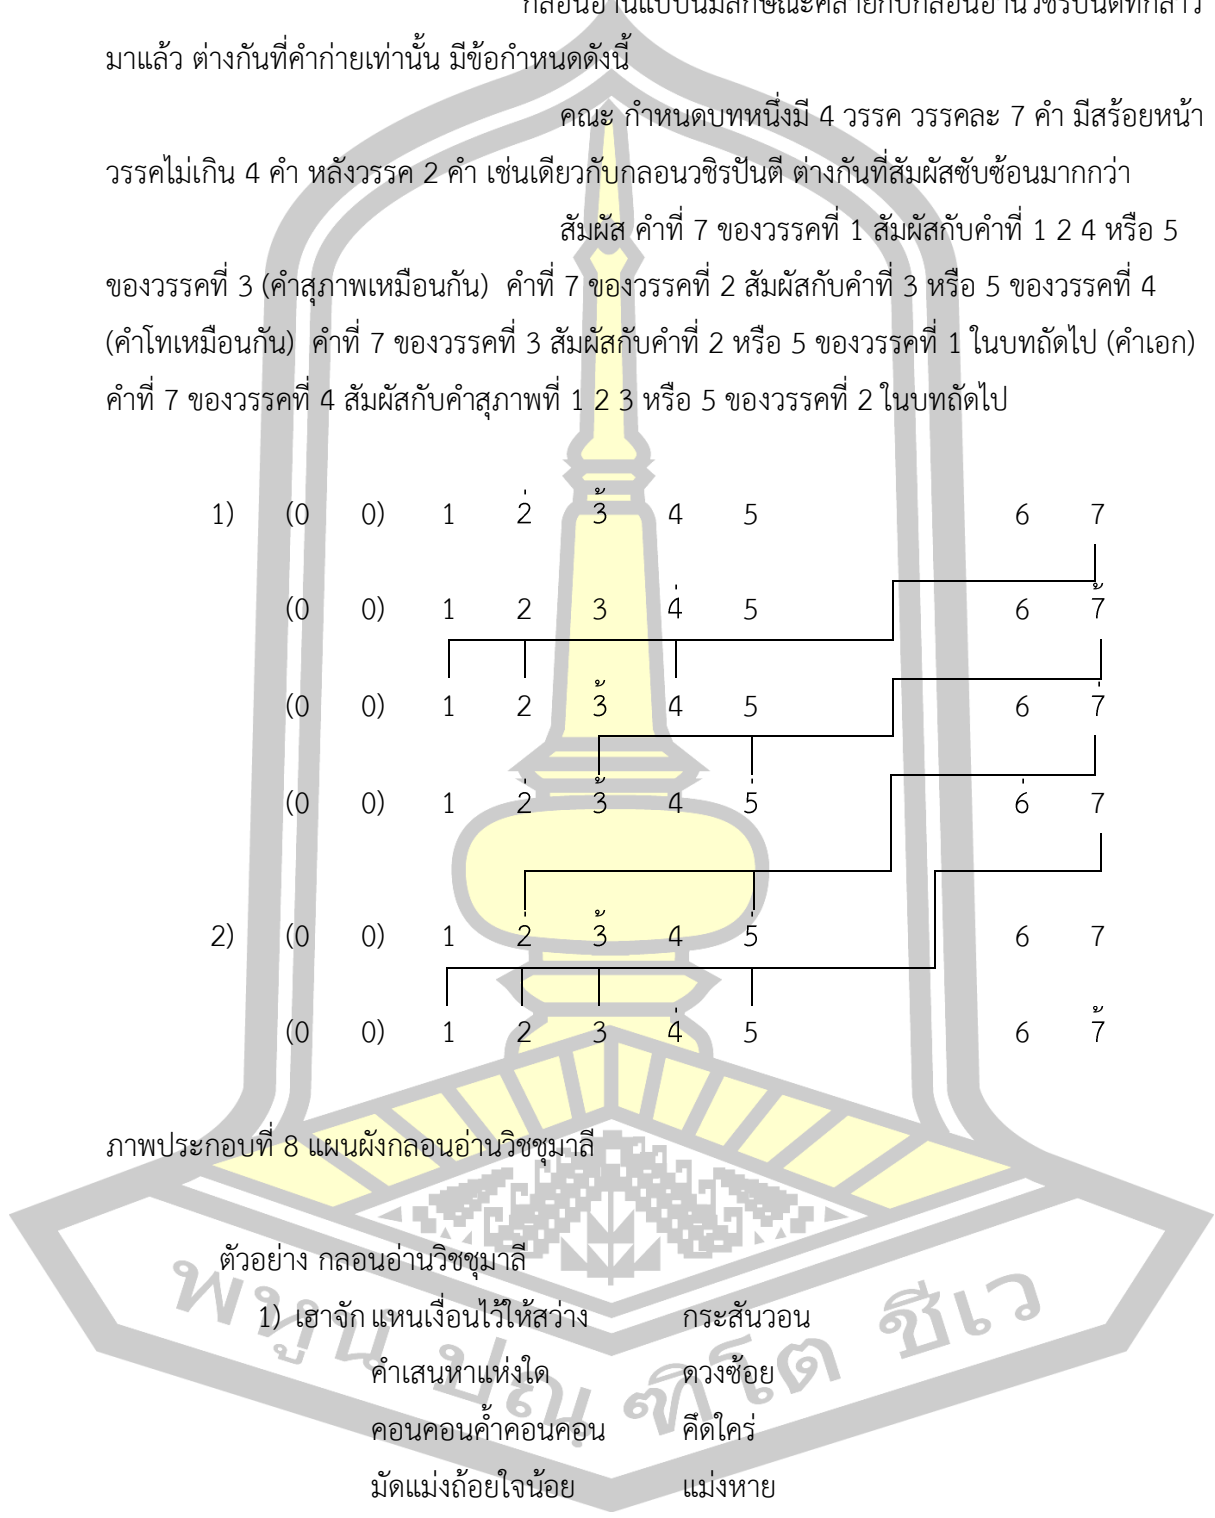 กลอนอ่านแบบนี้มีลักษณะคล้ายกับกลอนอ่านวชิรปันตีที่กล่าว
มาแล้ว ต่างกันที่คำก่ายเท่านั้น มีข้อกำหนดดังนี้
คณะ กำหนดบทหนึ่งมี 4 วรรค วรรคละ 7 คำ มีสร้อยหน้า
วรรคไม่เกิน 4 คำ หลังวรรค 2 คำ เช่นเดียวกับกลอนวชิรปันตี ต่างกันที่สัมผัสซับซ้อนมากกว่า
สัมผัส คำที่ 7 ของวรรคที่ 1 สัมผัสกับคำที่ 1 2 4 หรือ 5
ของวรรคที่ 3 (คำสุภาพเหมือนกัน) คำที่ 7 ของวรรคที่ 2 สัมผัสกับคำที่ 3 หรือ 5 ของวรรคที่ 4
(คำโทเหมือนกัน) คำที่ 7 ของวรรคที่ 3 สัมผัสกับคำที่ 2 หรือ 5 ของวรรคที่ 1 ในบทถัดไป (คำเอก)
คำที่ 7 ของวรรคที่ 4 สัมผัสกับคำสุภาพที่ 1 2 3 หรือ 5 ของวรรคที่ 2 ในบทถัดไป
1) (0 0) 1 2่ 3้ 4 5 6 7
(0 0) 1 2 3 4่ 5 6 7้
(0 0) 1 2 3้ 4 5 6 7่
(0 0) 1 2่ 3้ 4 5่ 6่ 7
2) (0 0) 1 2่ 3้ 4 5่ 6 7
(0 0) 1 2 3 4่ 5 6 7้
ภาพประกอบที่ 8 แผนผังกลอนอ่านวิชชุมาลี
ตัวอย่าง กลอนอ่านวิชชุมาลี
1) เฮาจัก แหนเงื่อนไว้ให้สว่าง กระสันวอน
คำเสนหาแห่งใด ดวงซ้อย
คอนคอนค้ำคอนคอน คึดใคร่
มัดแม่งถ้อยใจน้อย แม่งหาย
พหูนํ ปณฺฑิโต ชีเว